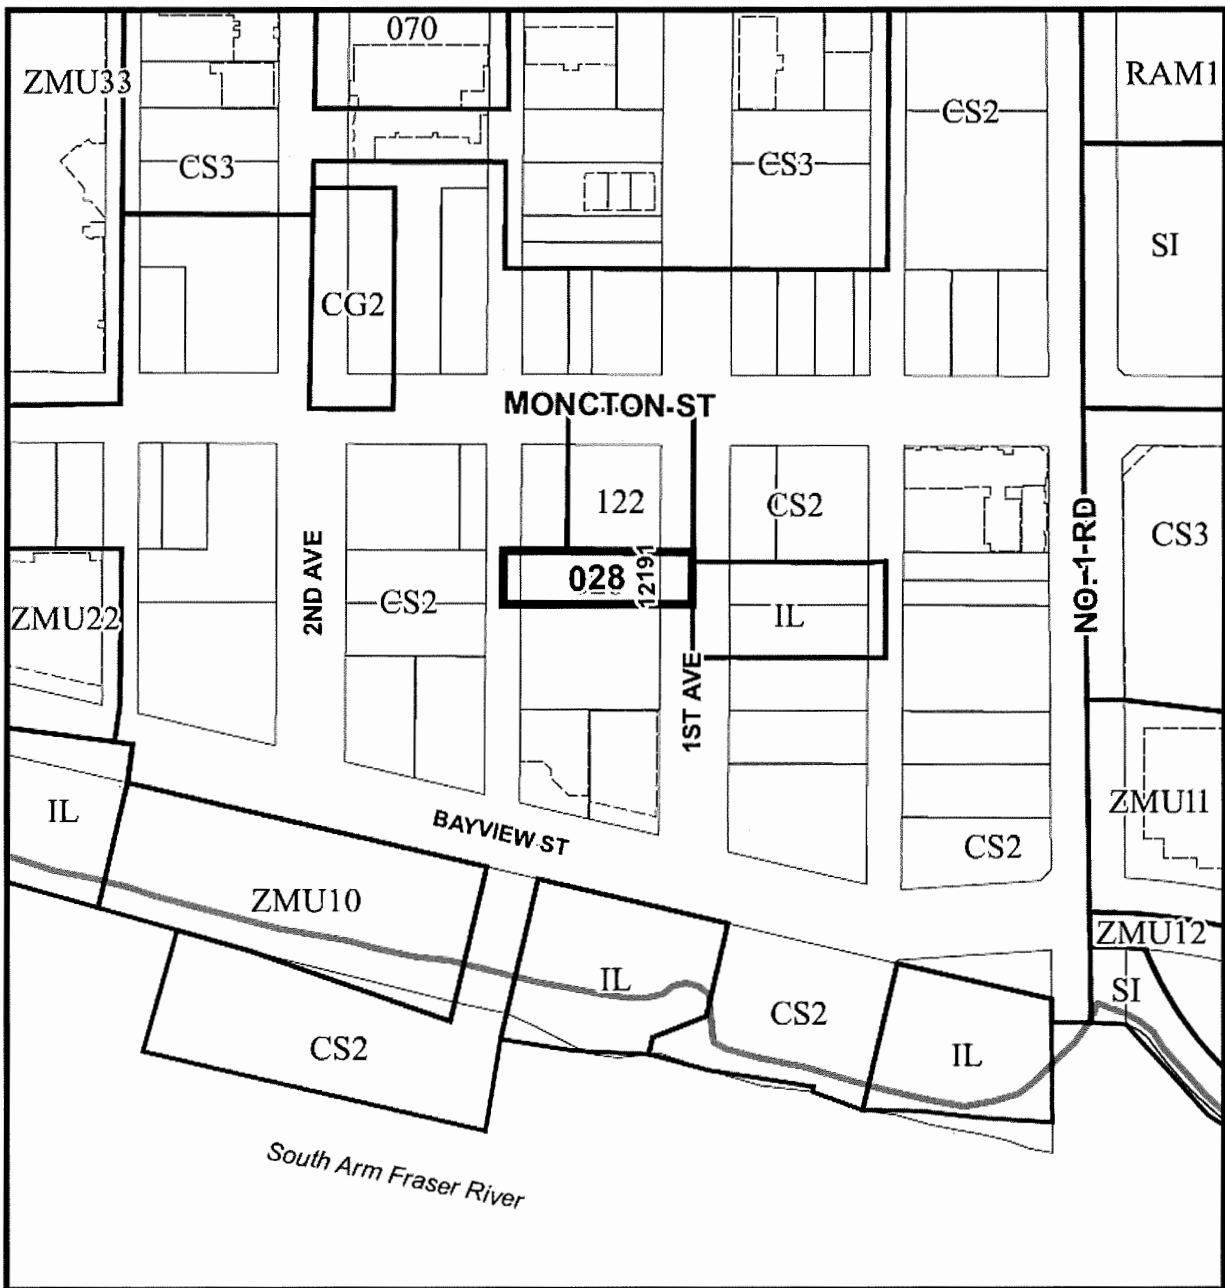 070
ZMU33
RAM1
CS2
CS3
CS3
SI
CG2
MONCTON-ST
122
CS2
NO-1-RD
CS3
2ND AVE
028
12191
CS2
IL
ZMU22
1ST AVE
IL
BAYVIEW ST
ZMU11
CS2
ZMU10
ZMU12
IL
SI
CS2
CS2
IL
South Arm Fraser River